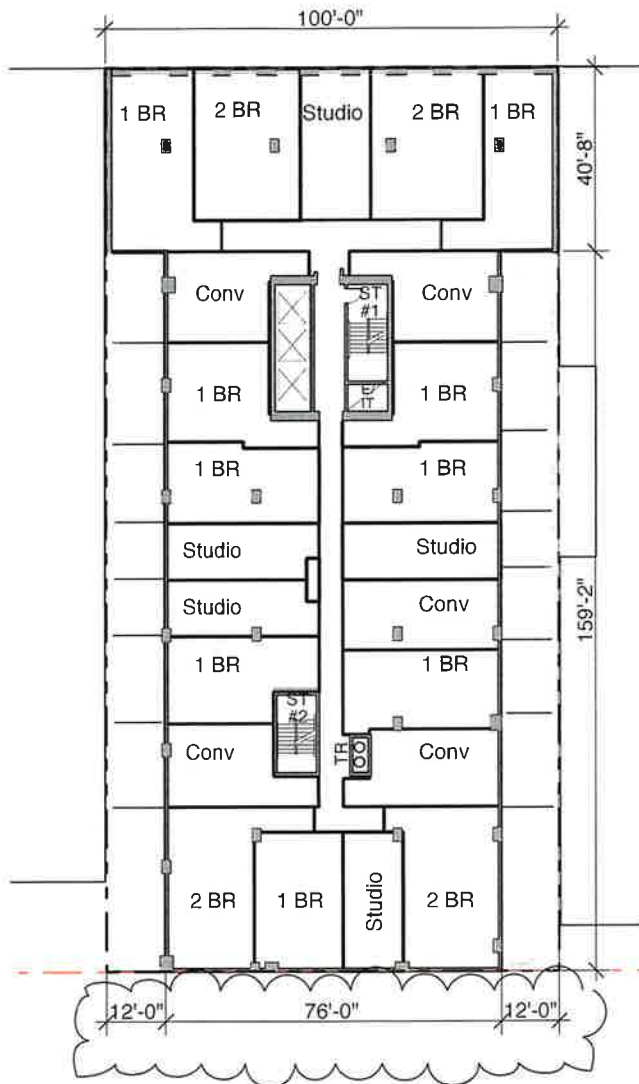 100'-0"
1 BR
2 BR
Studio
2 BR
1 BR
40'-8"
Conv
ST
#1
Conv
1 BR
E/
IT
1 BR
1 BR
1 BR
Studio
Studio
Studio
Conv
159'-2"
1 BR
1 BR
ST
#2
Conv
TR
Conv
2 BR
1 BR
Studio
2 BR
12'-0"
76'-0"
12'-0"